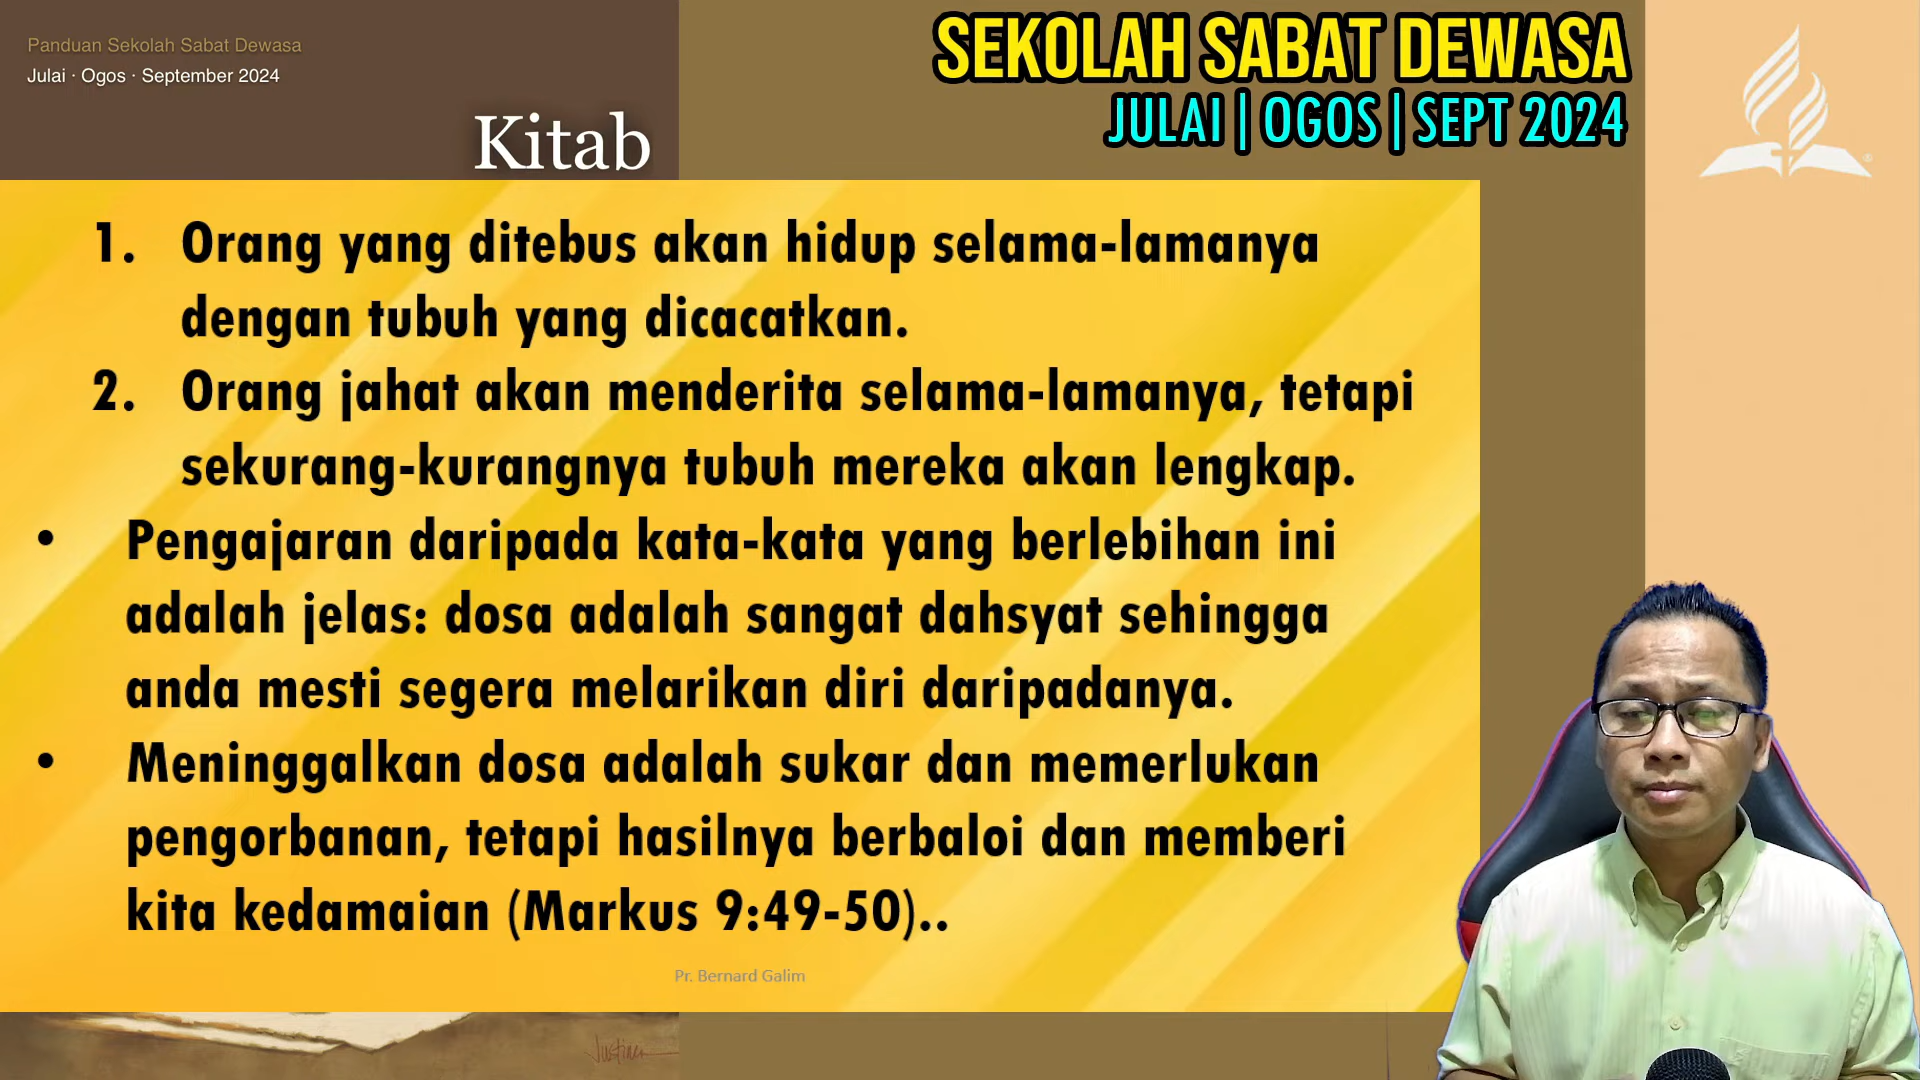 Panduan Sekolah Sabat Dewasa
Julai · Ogos · September 2024
Kitab
SEKOLAH SABAT DEWASA
JULAI | OGOS | SEPT 2024
1. Orang yang ditebus akan hidup selama-lamanya
dengan tubuh yang dicacatkan.
2. Orang jahat akan menderita selama-lamanya, tetapi
sekurang-kurangnya tubuh mereka akan lengkap.
• Pengajaran daripada kata-kata yang berlebihan ini
adalah jelas: dosa adalah sangat dahsyat sehingga
anda mesti segera melarikan diri daripadanya.
• Meninggalkan dosa adalah sukar dan memerlukan
pengorbanan, tetapi hasilnya berbaloi dan memberi
kita kedamaian (Markus 9:49-50)..
Pr. Bernard Galim